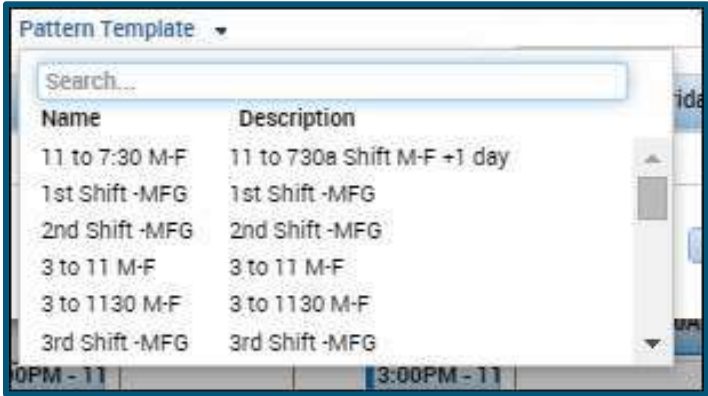 Pattern Template
Search...
Name Description
11 to 7:30 M-F 11 to 730a Shift M-F +1 day
1st Shift -MFG 1st Shift -MFG
2nd Shift -MFG 2nd Shift -MFG
3 to 11 M-F 3 to 11 M-F
3 to 1130 M-F 3 to 1130 M-F
3rd Shift -MFG 3rd Shift -MFG
0PM - 11 3:00PM - 11